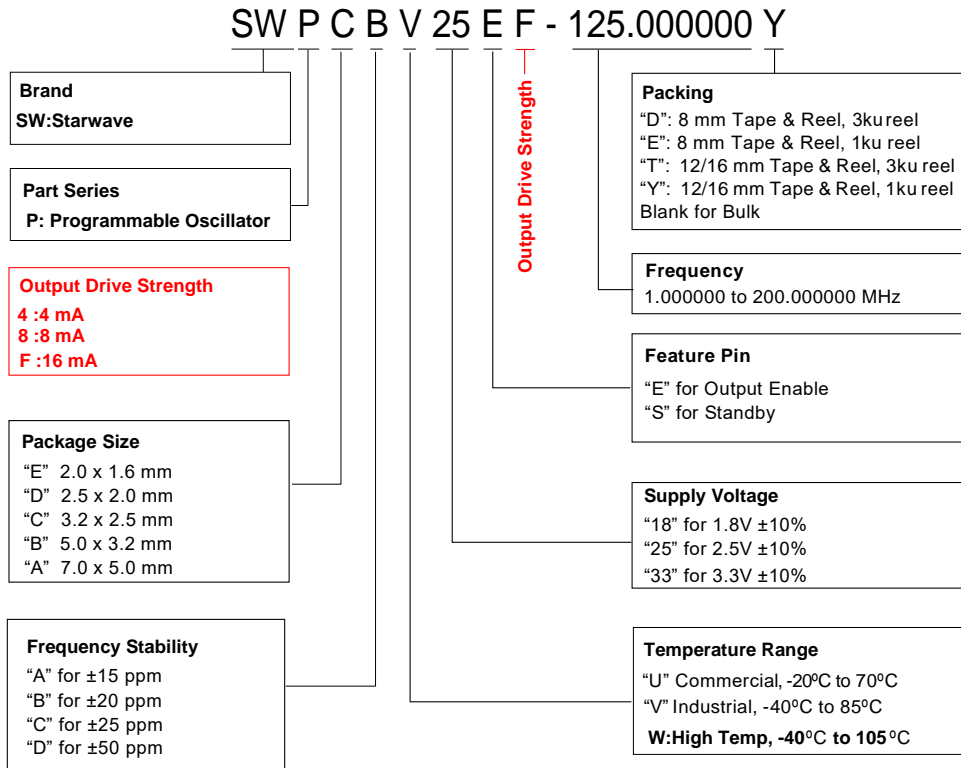 SW P C B V 25 E F - 125.000000 Y
Brand
SW:Starwave
Part Series
P: Programmable Oscillator
Output Drive Strength
4 :4 mA
8 :8 mA
F :16 mA
Package Size
“E” 2.0 x 1.6 mm
“D” 2.5 x 2.0 mm
“C” 3.2 x 2.5 mm
“B” 5.0 x 3.2 mm
“A” 7.0 x 5.0 mm
Frequency Stability
“A” for ±15 ppm
“B” for ±20 ppm
“C” for ±25 ppm
“D” for ±50 ppm
Output Drive Strength
Packing
“D”: 8 mm Tape & Reel, 3ku reel
“E”: 8 mm Tape & Reel, 1ku reel
“T”: 12/16 mm Tape & Reel, 3ku reel
“Y”: 12/16 mm Tape & Reel, 1ku reel
Blank for Bulk
Frequency
1.000000 to 200.000000 MHz
Feature Pin
“E” for Output Enable
“S” for Standby
Supply Voltage
“18” for 1.8V ±10%
“25” for 2.5V ±10%
“33” for 3.3V ±10%
Temperature Range
“U” Commercial, -20ºC to 70ºC
“V” Industrial, -40ºC to 85ºC
W:High Temp, -40ºC to 105ºC